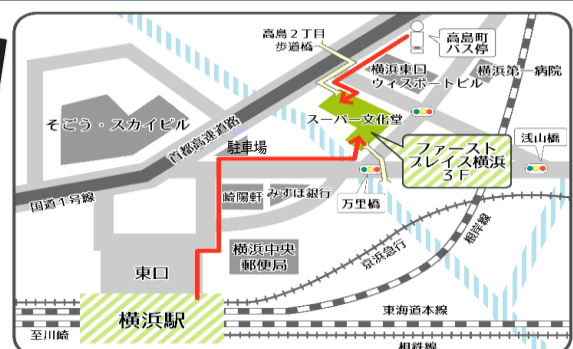 高島2丁目
歩道橋
高島町
バス停
横浜東口
ウィスポートビル
横浜第一病院
そごう・スカイビル
スーパー文化堂
首都高速道路
駐車場
ファースト
プレイス横浜
3F
浅山橋
国道1号線
崎陽軒
みずほ銀行
万里橋
根岸線
横浜中央
郵便局
京浜急行
東口
横浜駅
東海道本線
至川崎
相鉄線